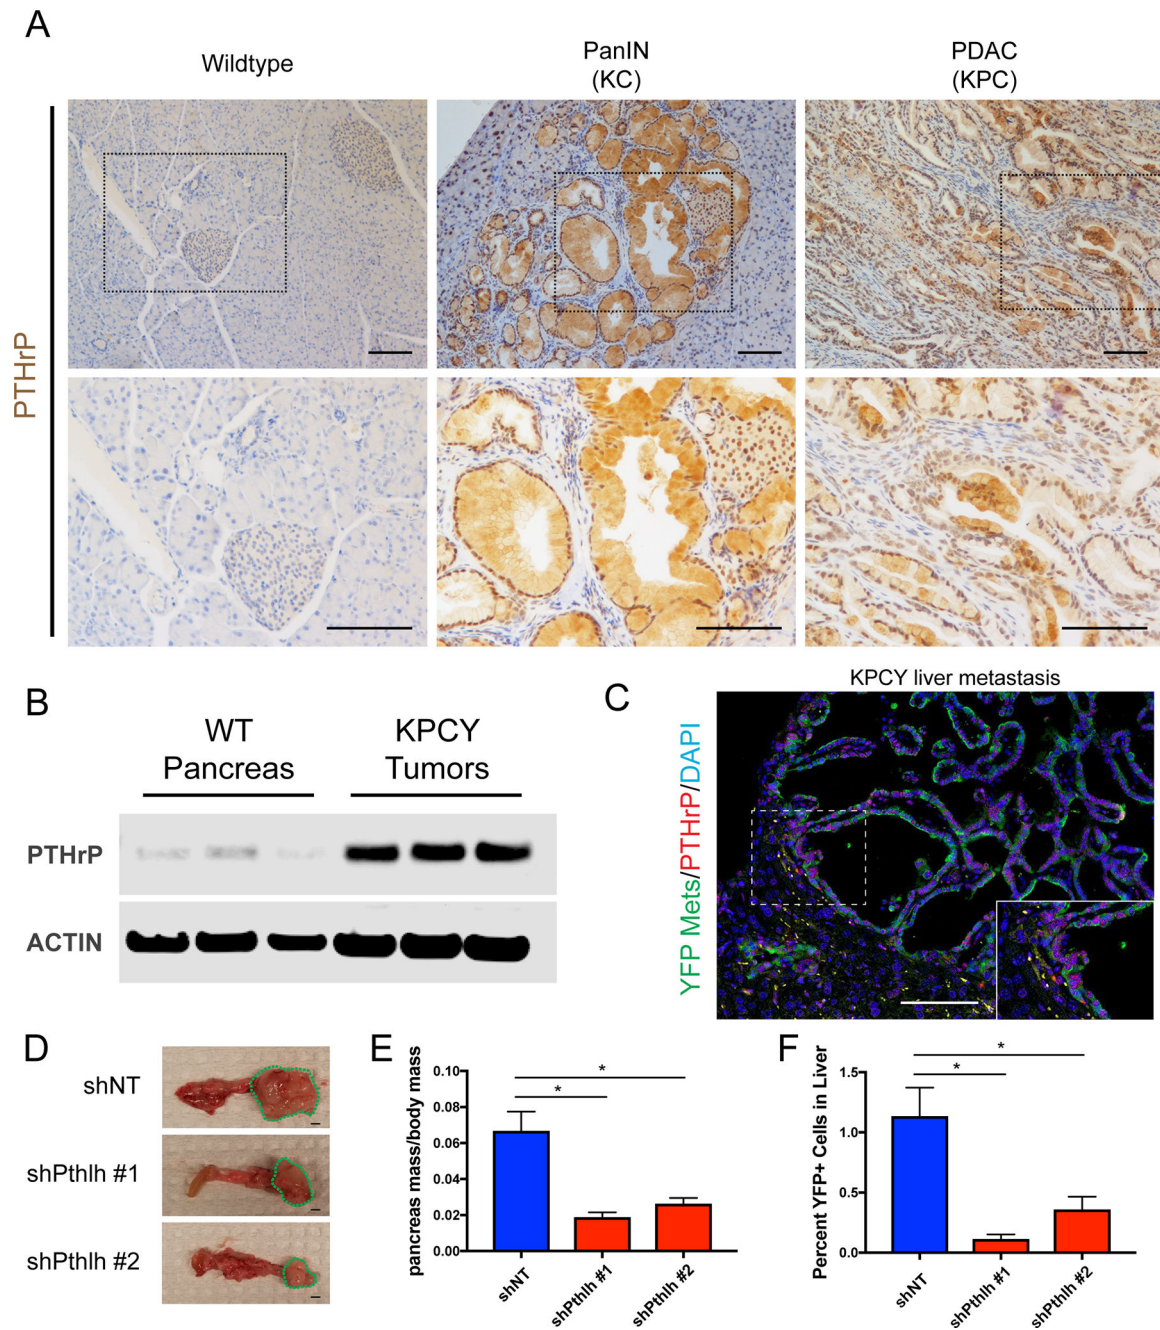 A
Wildtype
PanIN
(KC)
PDAC
(KPC)
PTHrP
B
WT
Pancreas
KPCY
Tumors
PTHrP
ACTIN
C
KPCY liver metastasis
YFP Mets/PTHrP/DAPI
D
shNT
shPthlh #1
shPthlh #2
E
pancreas mass/body mass
0.10
0.08
0.06
0.04
0.02
0.00
*
*
shNT
shPthlh #1
shPthlh #2
F
Percent YFP+ Cells in Liver
1.5
1.0
0.5
0.0
*
*
shNT
shPthlh #1
shPthlh #2